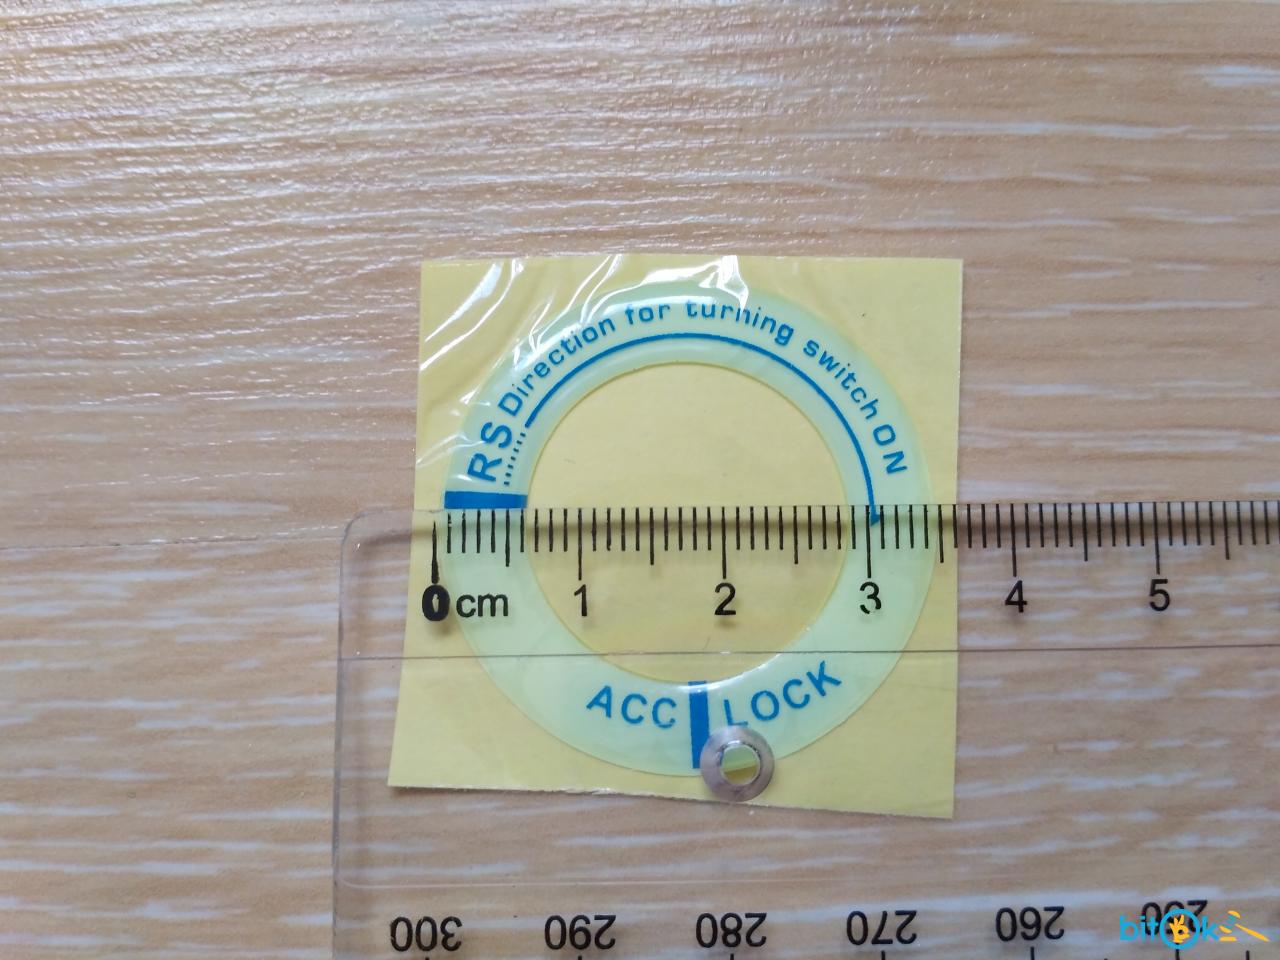 RS Direction for turning switch ON
0 cm 1 2 3 4 5
ACC LOCK
300 290 280 270 260
bitok